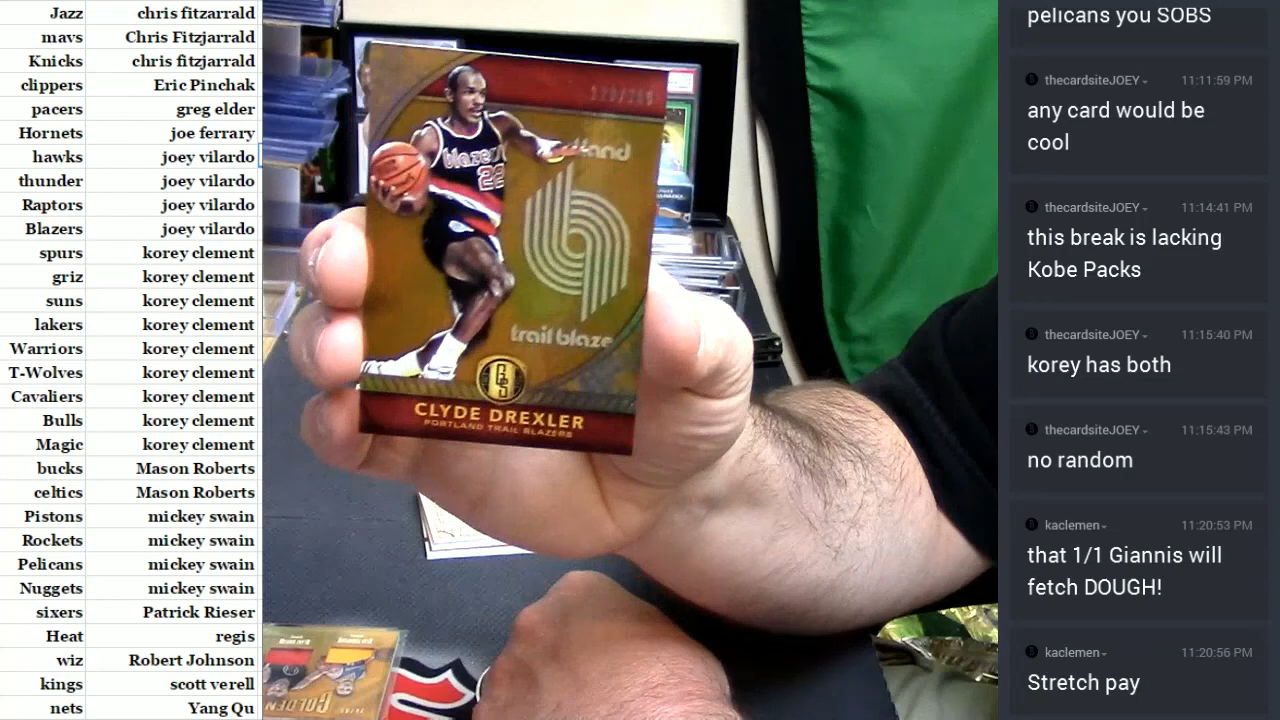 Jazz chris fitzarrald
mavs Chris Fitzjarrald
Knicks chris fitzjarrald
clippers Eric Pinchak
pacers greg elder
Hornets joe ferrary
hawks joey vilardo
thunder joey vilardo
Raptors joey vilardo
Blazers joey vilardo
spurs korey clement
griz korey clement
suns korey clement
lakers korey clement
Warriors korey clement
T-Wolves korey clement
Cavaliers korey clement
Bulls korey clement
Magic korey clement
bucks Mason Roberts
celtics Mason Roberts
Pistons mickey swain
Rockets mickey swain
Pelicans mickey swain
Nuggets mickey swain
sixers Patrick Rieser
Heat regis
wiz Robert Johnson
kings scott verell
nets Yang Qu
blazers
22
trail blaze
GS
CLYDE DREXLER
PORTLAND TRAIL BLAZERS
GOLDEN
pelicans you SOBS
thecardsiteJOEY 11:11:59 PM
any card would be
cool
thecardsiteJOEY 11:14:41 PM
this break is lacking
Kobe Packs
thecardsiteJOEY 11:15:40 PM
korey has both
thecardsiteJOEY 11:15:43 PM
no random
kaclemen 11:20:53 PM
that 1/1 Giannis will
fetch DOUGH!
kaclemen 11:20:56 PM
Stretch pay